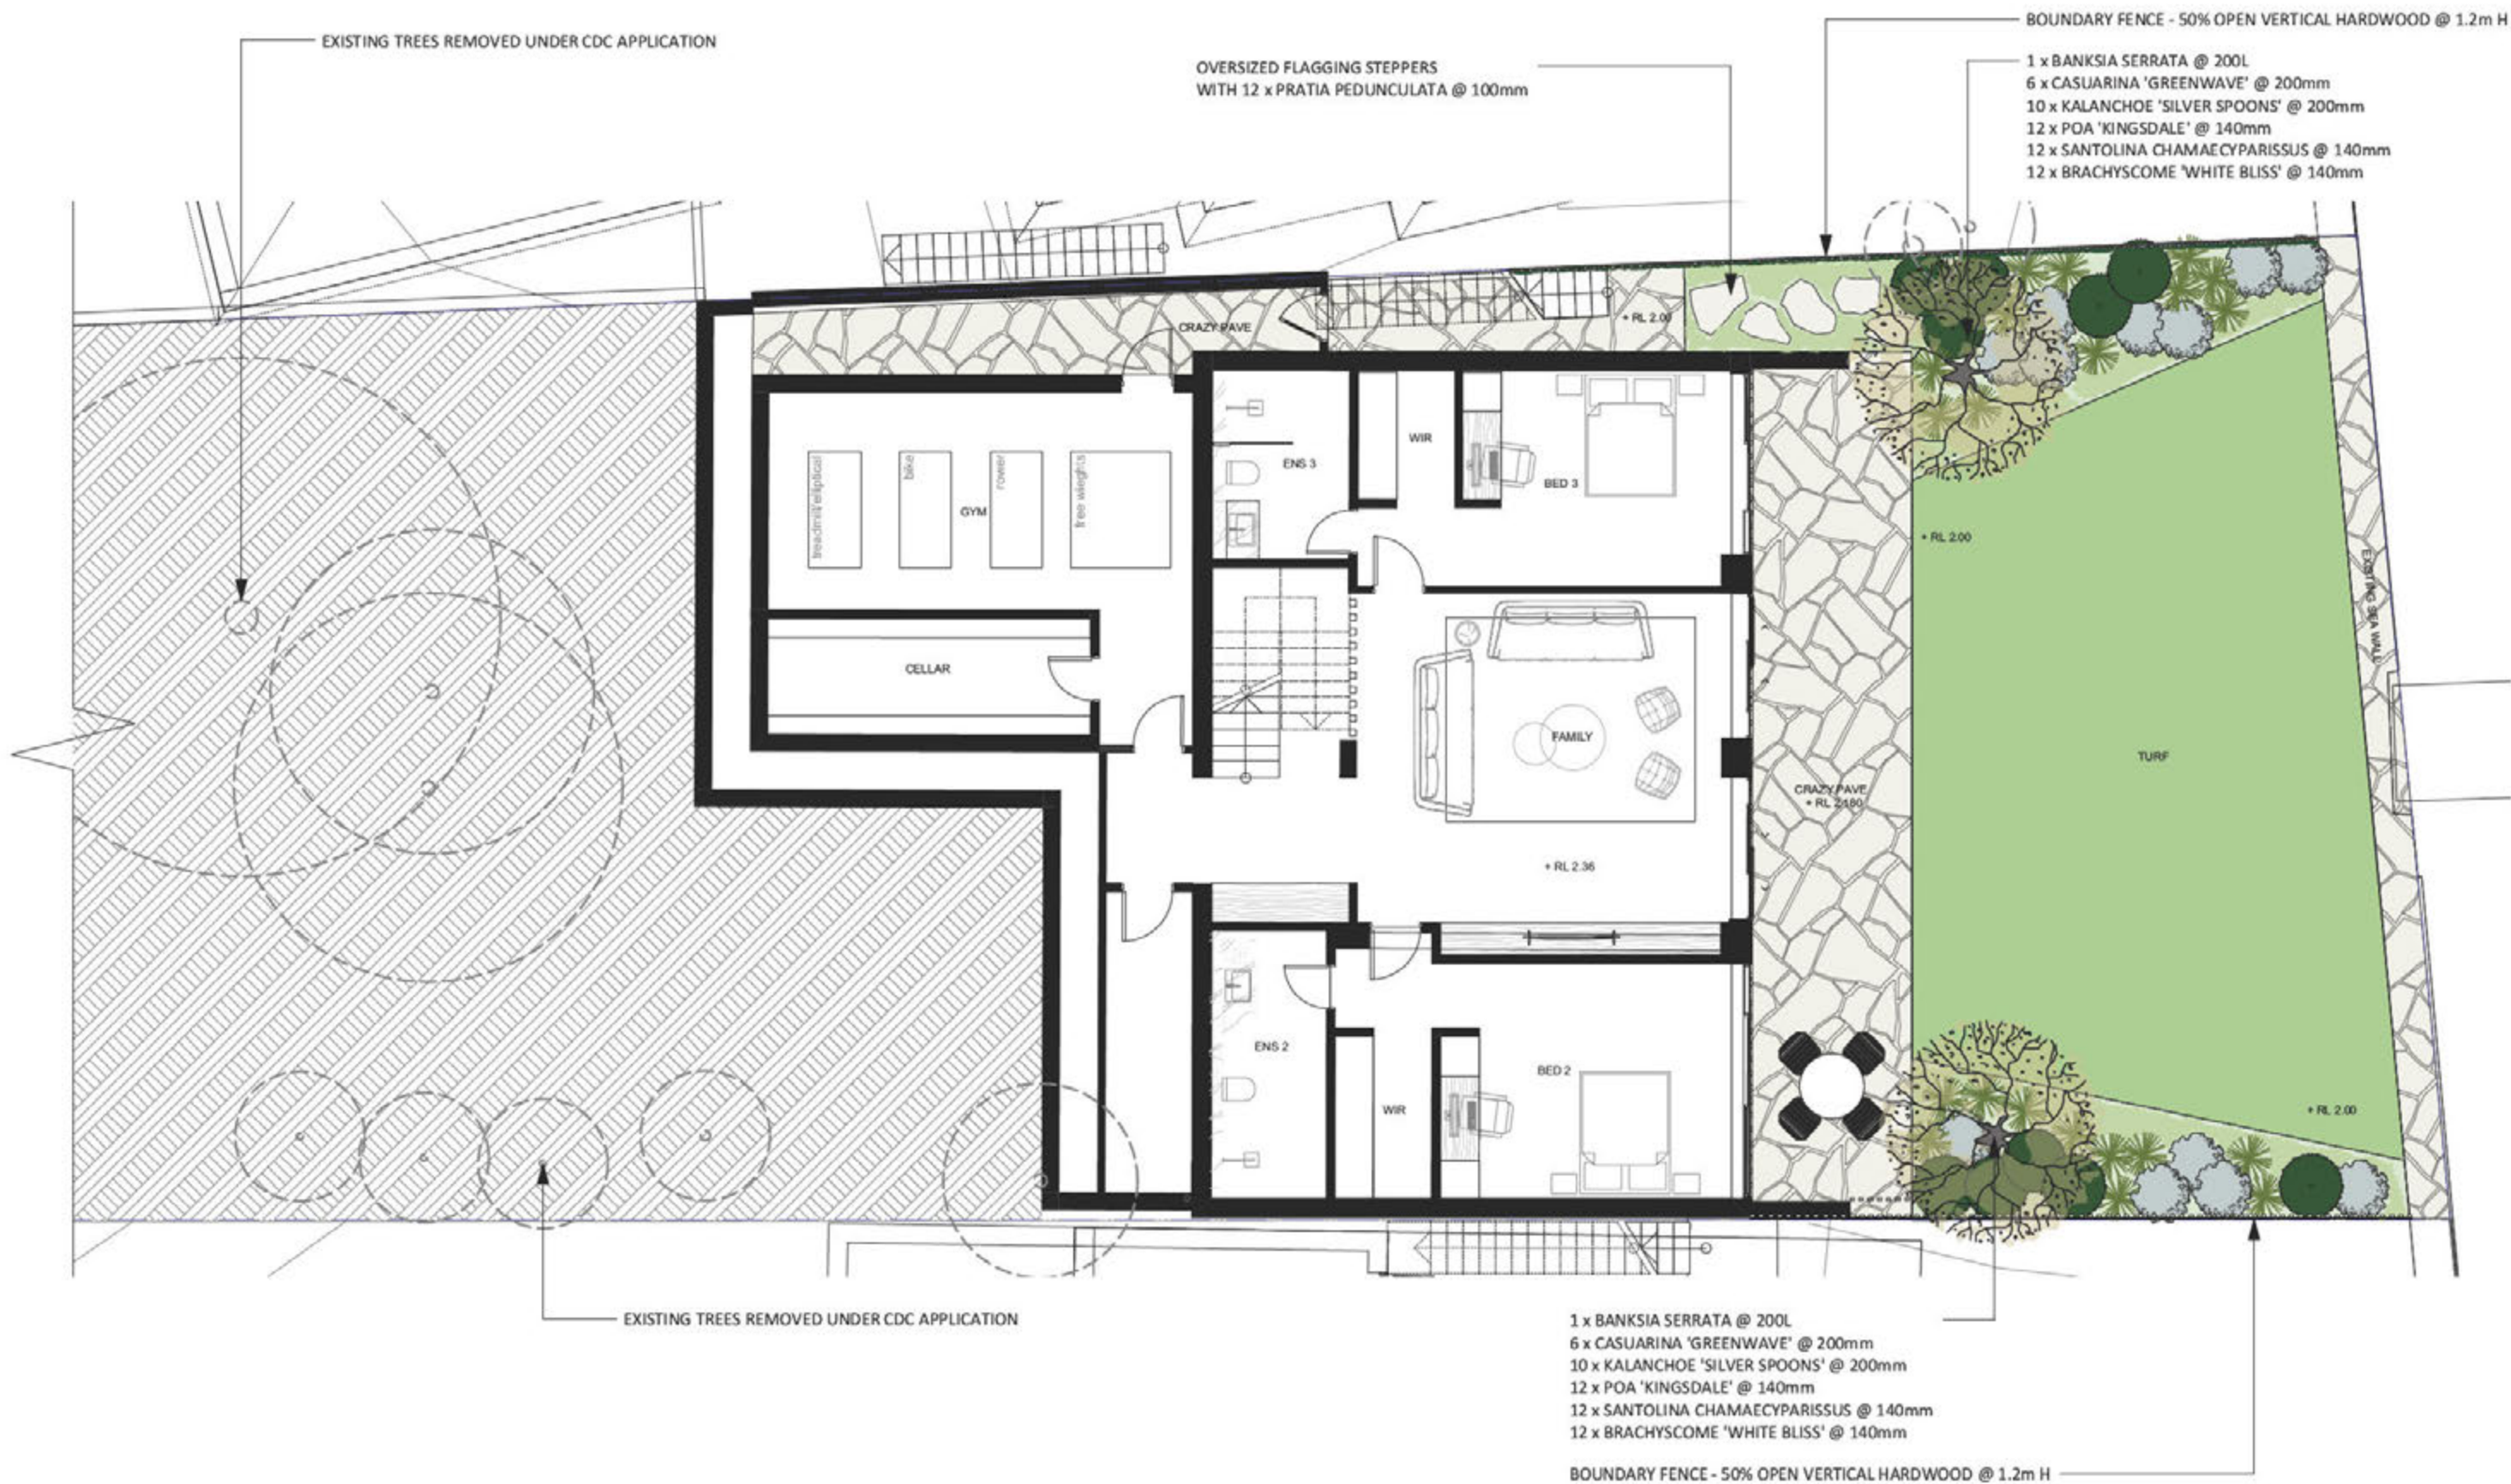 BOUNDARY FENCE - 50% OPEN VERTICAL HARDWOOD @ 1.2m H
EXISTING TREES REMOVED UNDER CDC APPLICATION
OVERSIZED FLAGGING STEPPERS
WITH 12 x PRATIA PEDUNCULATA @ 100mm
1 x BANKSIA SERRATA @ 200L
6 x CASUARINA 'GREENWAVE' @ 200mm
10 x KALANCHOE 'SILVER SPOONS' @ 200mm
12 x POA 'KINGSDALE' @ 140mm
12 x SANTOLINA CHAMAECYPARISSUS @ 140mm
12 x BRACHYSCOME 'WHITE BLISS' @ 140mm
CRAZY PAVE
+ RL 2.00
WIR
ENS 3
BED 3
treadmill/elliptical
bike
rower
free wieghts
GYM
+ RL 2.00
EXISTING SEA WALL
CELLAR
FAMILY
TURF
CRAZY PAVE
+ RL 2.180
+ RL 2.36
ENS 2
BED 2
WIR
+ RL 2.00
EXISTING TREES REMOVED UNDER CDC APPLICATION
1 x BANKSIA SERRATA @ 200L
6 x CASUARINA 'GREENWAVE' @ 200mm
10 x KALANCHOE 'SILVER SPOONS' @ 200mm
12 x POA 'KINGSDALE' @ 140mm
12 x SANTOLINA CHAMAECYPARISSUS @ 140mm
12 x BRACHYSCOME 'WHITE BLISS' @ 140mm
BOUNDARY FENCE - 50% OPEN VERTICAL HARDWOOD @ 1.2m H